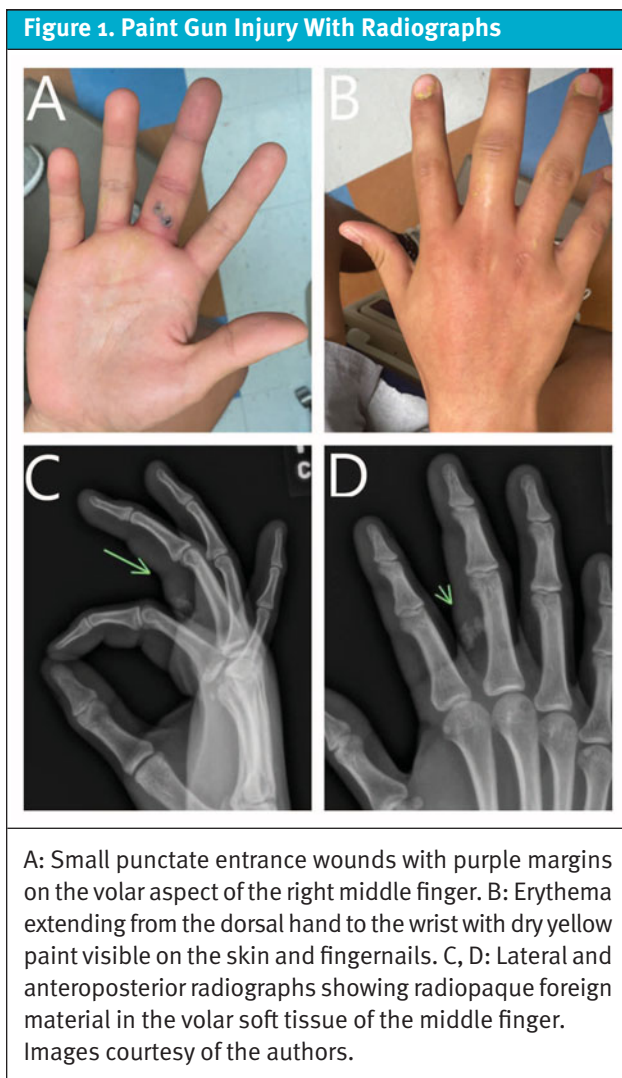 Figure 1. Paint Gun Injury With Radiographs
A
B
C
C
D
A: Small punctate entrance wounds with purple margins
on the volar aspect of the right middle finger. B: Erythema
extending from the dorsal hand to the wrist with dry yellow
paint visible on the skin and fingernails. C, D: Lateral and
anteroposterior radiographs showing radiopaque foreign
material in the volar soft tissue of the middle finger.
Images courtesy of the authors.